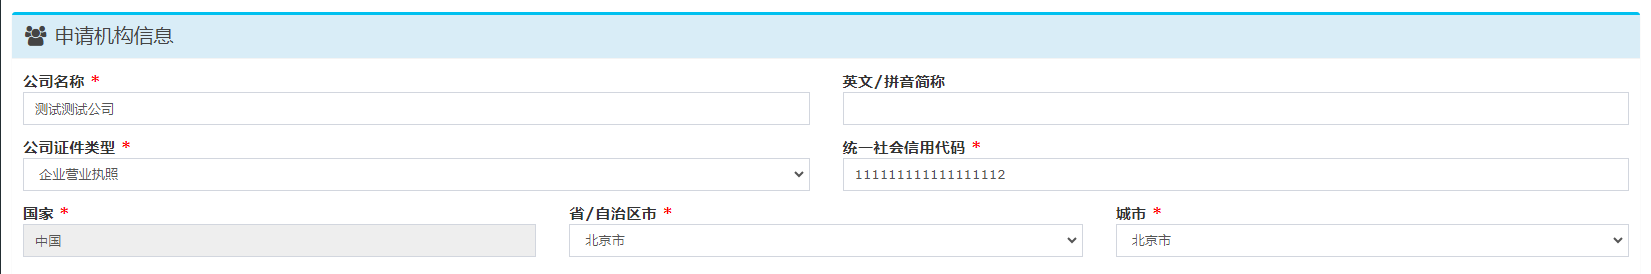 申请机构信息
公司名称 *
英文/拼音简称
测试测试公司
公司证件类型 *
统一社会信用代码 *
企业营业执照
111111111111111112
国家 *
省/自治区市 *
城市 *
中国
北京市
北京市